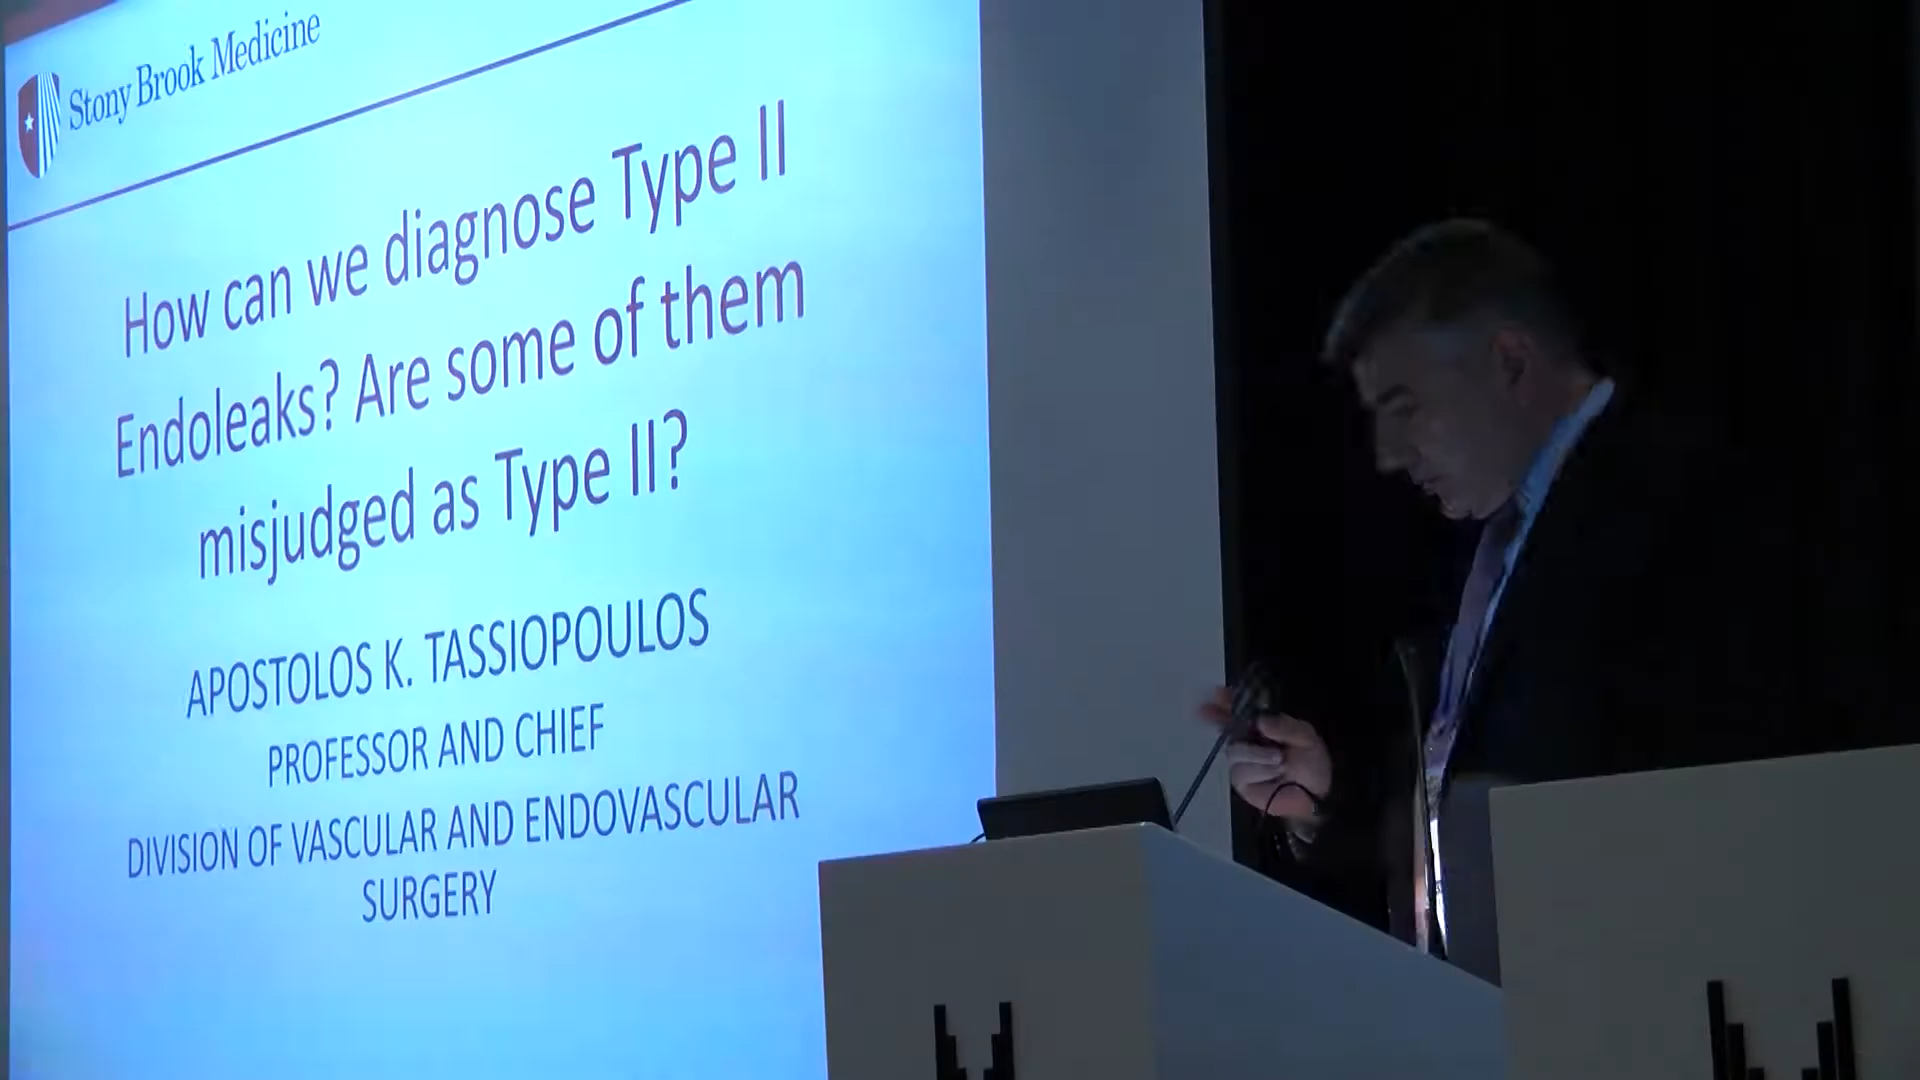 Stony Brook Medicine
How can we diagnose Type II
Endoleaks? Are some of them
misjudged as Type II?
APOSTOLOS K. TASSIOPOULOS
PROFESSOR AND CHIEF
DIVISION OF VASCULAR AND ENDOVASCULAR
SURGERY